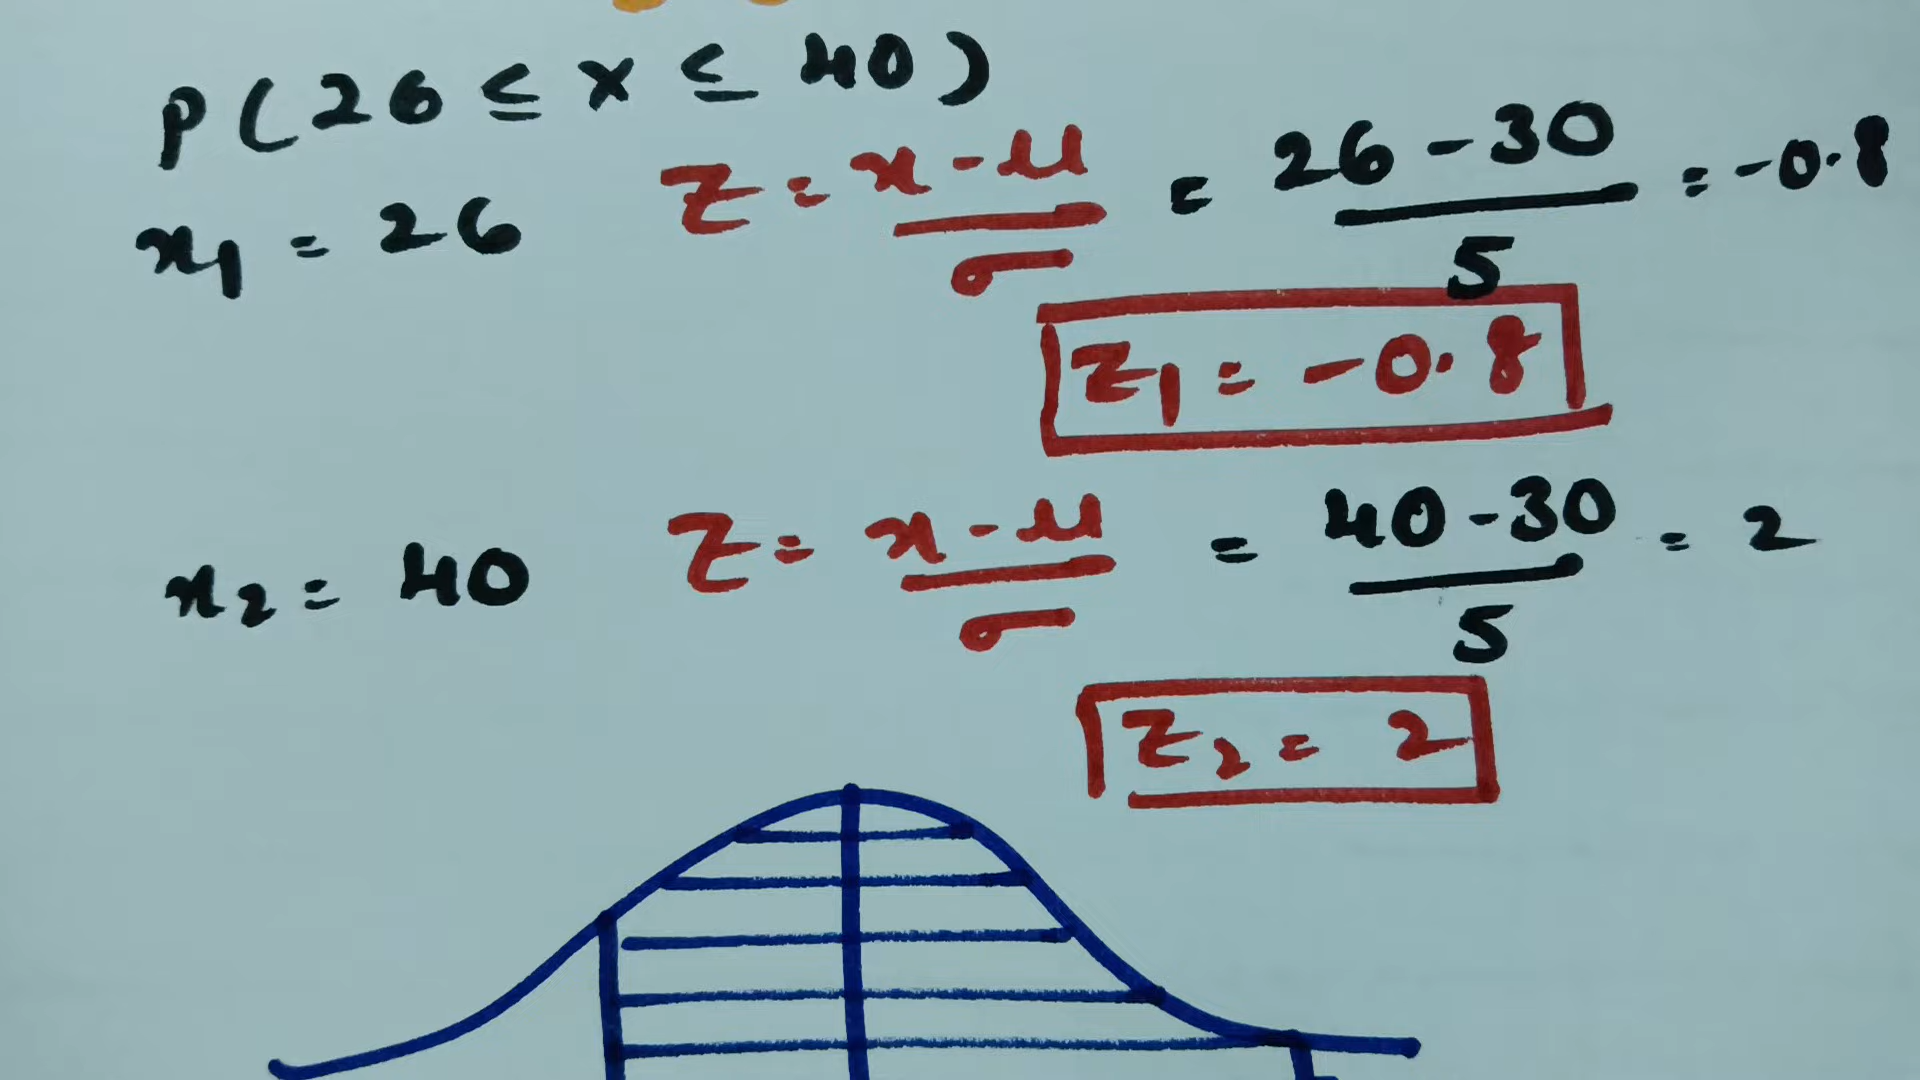 P(26 ≤ x ≤ 40)
x₁ = 26 Z = (x-μ)/σ = (26-30)/5 = -0.8
Z₁ = -0.8
x₂ = 40 Z = (x-μ)/σ = (40-30)/5 = 2
Z₂ = 2